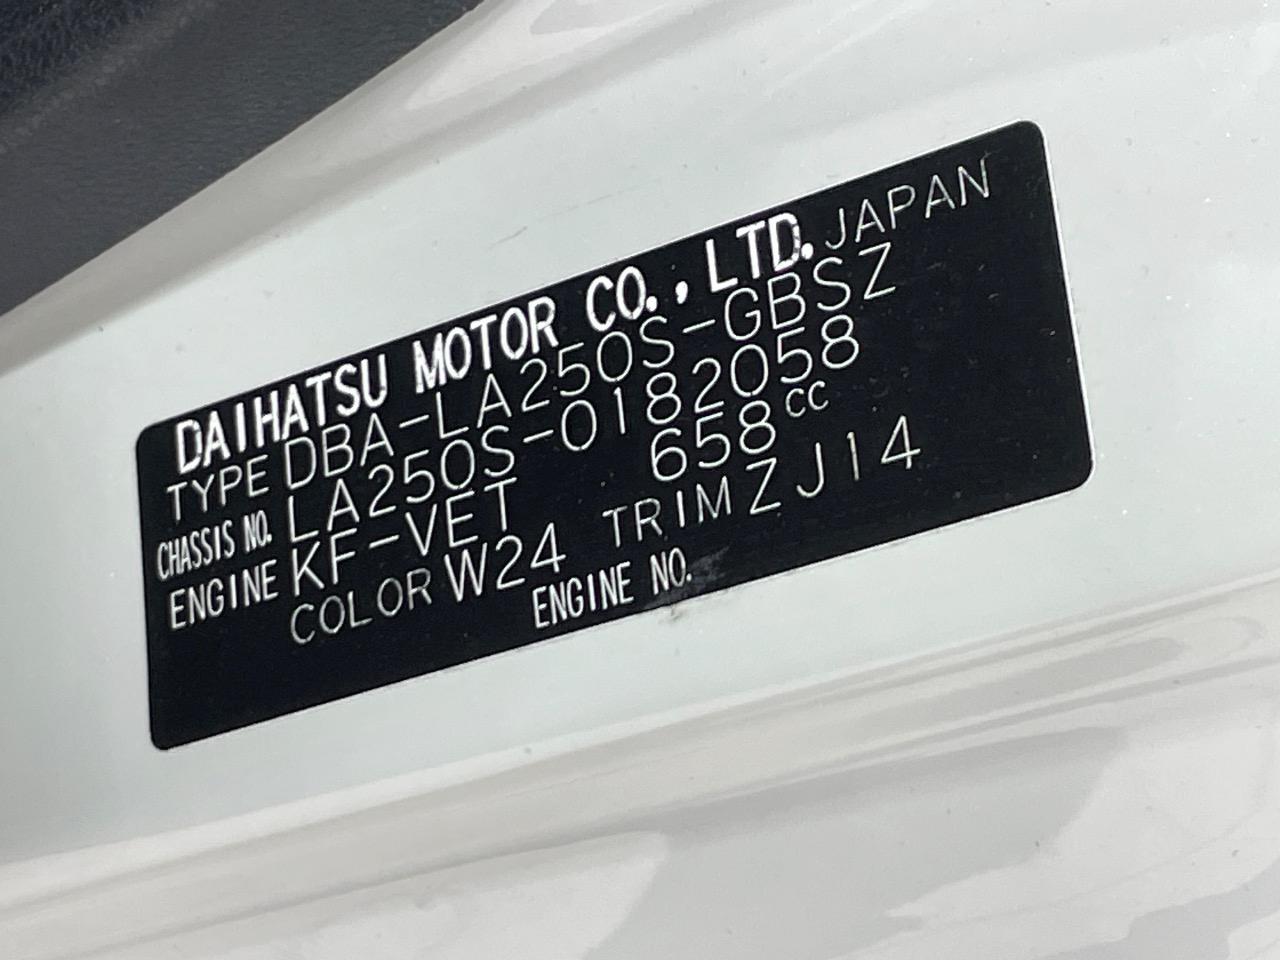 DAIHATSU MOTOR CO., LTD. JAPAN
TYPE DBA-LA250S-GBSZ
CHASSIS NO. LA250S-0182058
ENGINE KF-VET 658cc
COLOR W24 TRIM ZJ14
ENGINE NO.